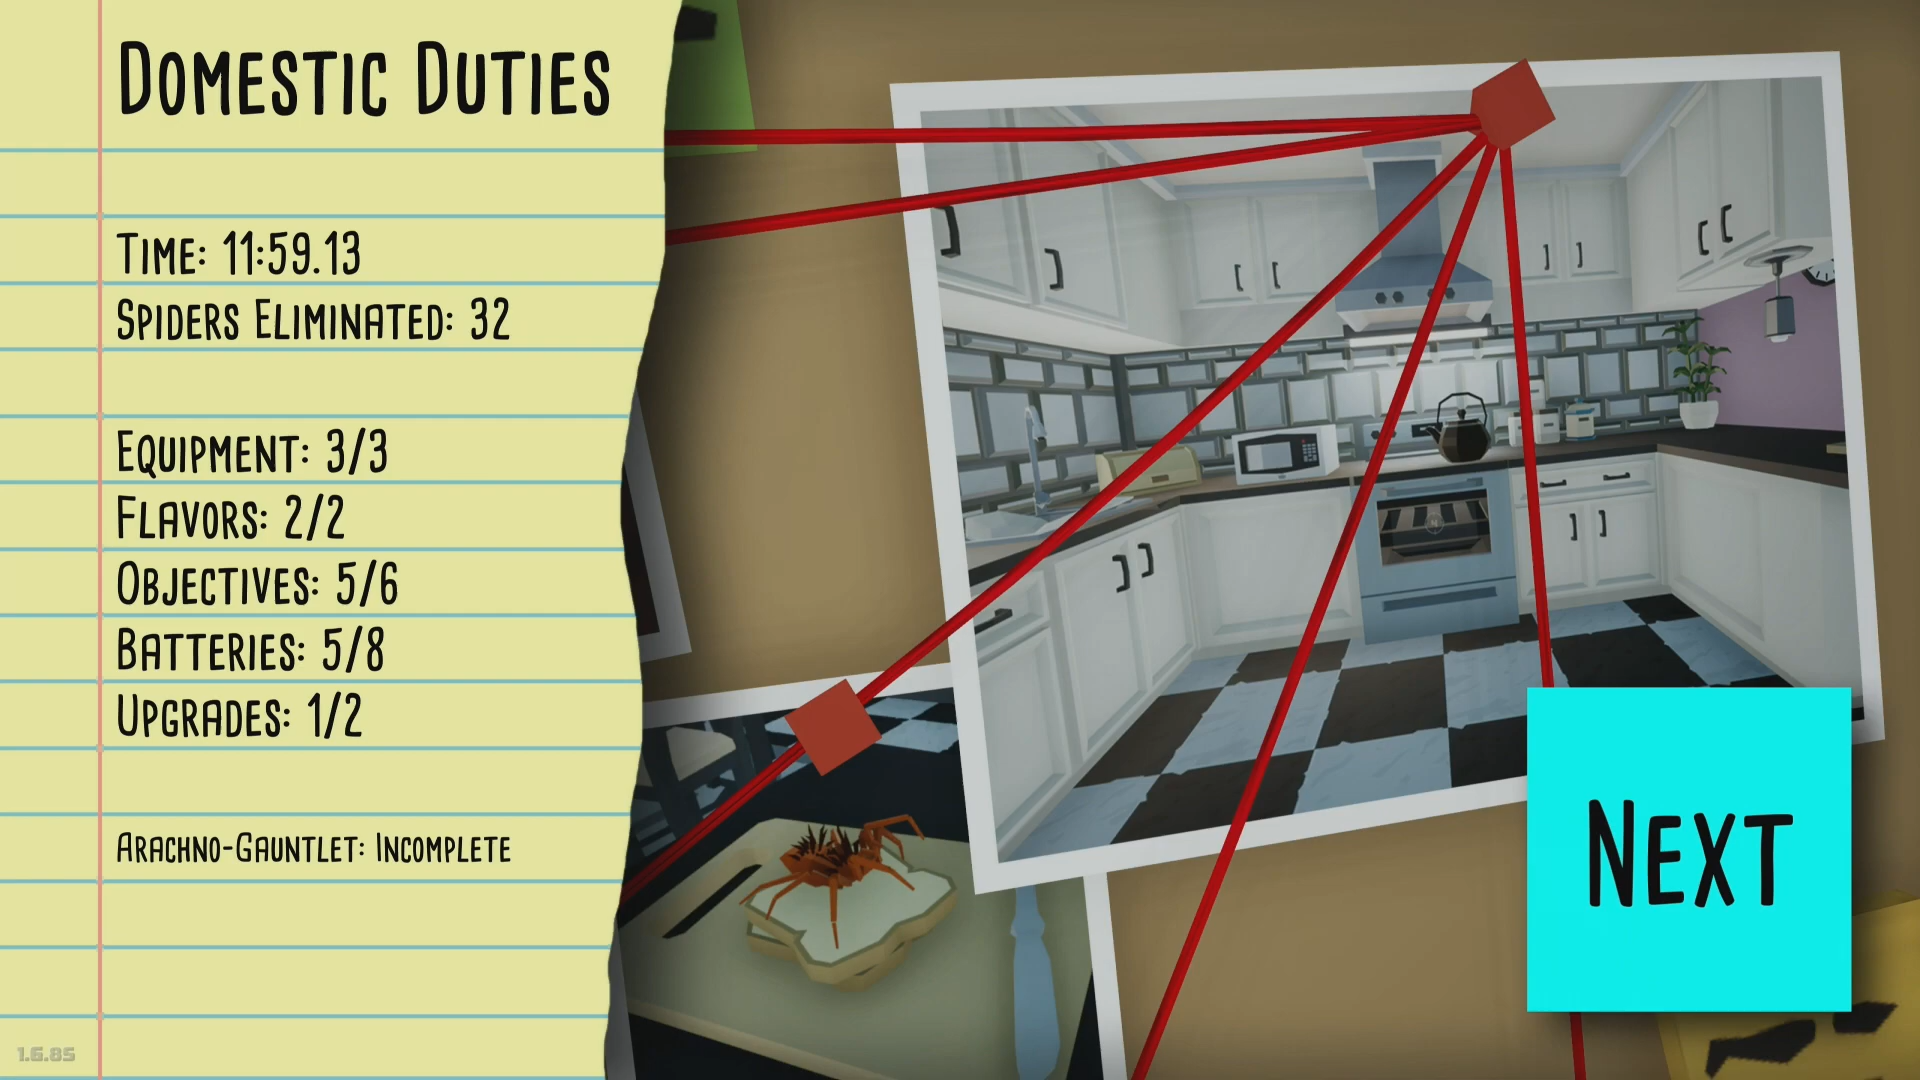 Domestic Duties
Time: 11:59.13
Spiders Eliminated: 32
Equipment: 3/3
Flavors: 2/2
Objectives: 5/6
Batteries: 5/8
Upgrades: 1/2
Arachno-Gauntlet: Incomplete
Next
1.6.85